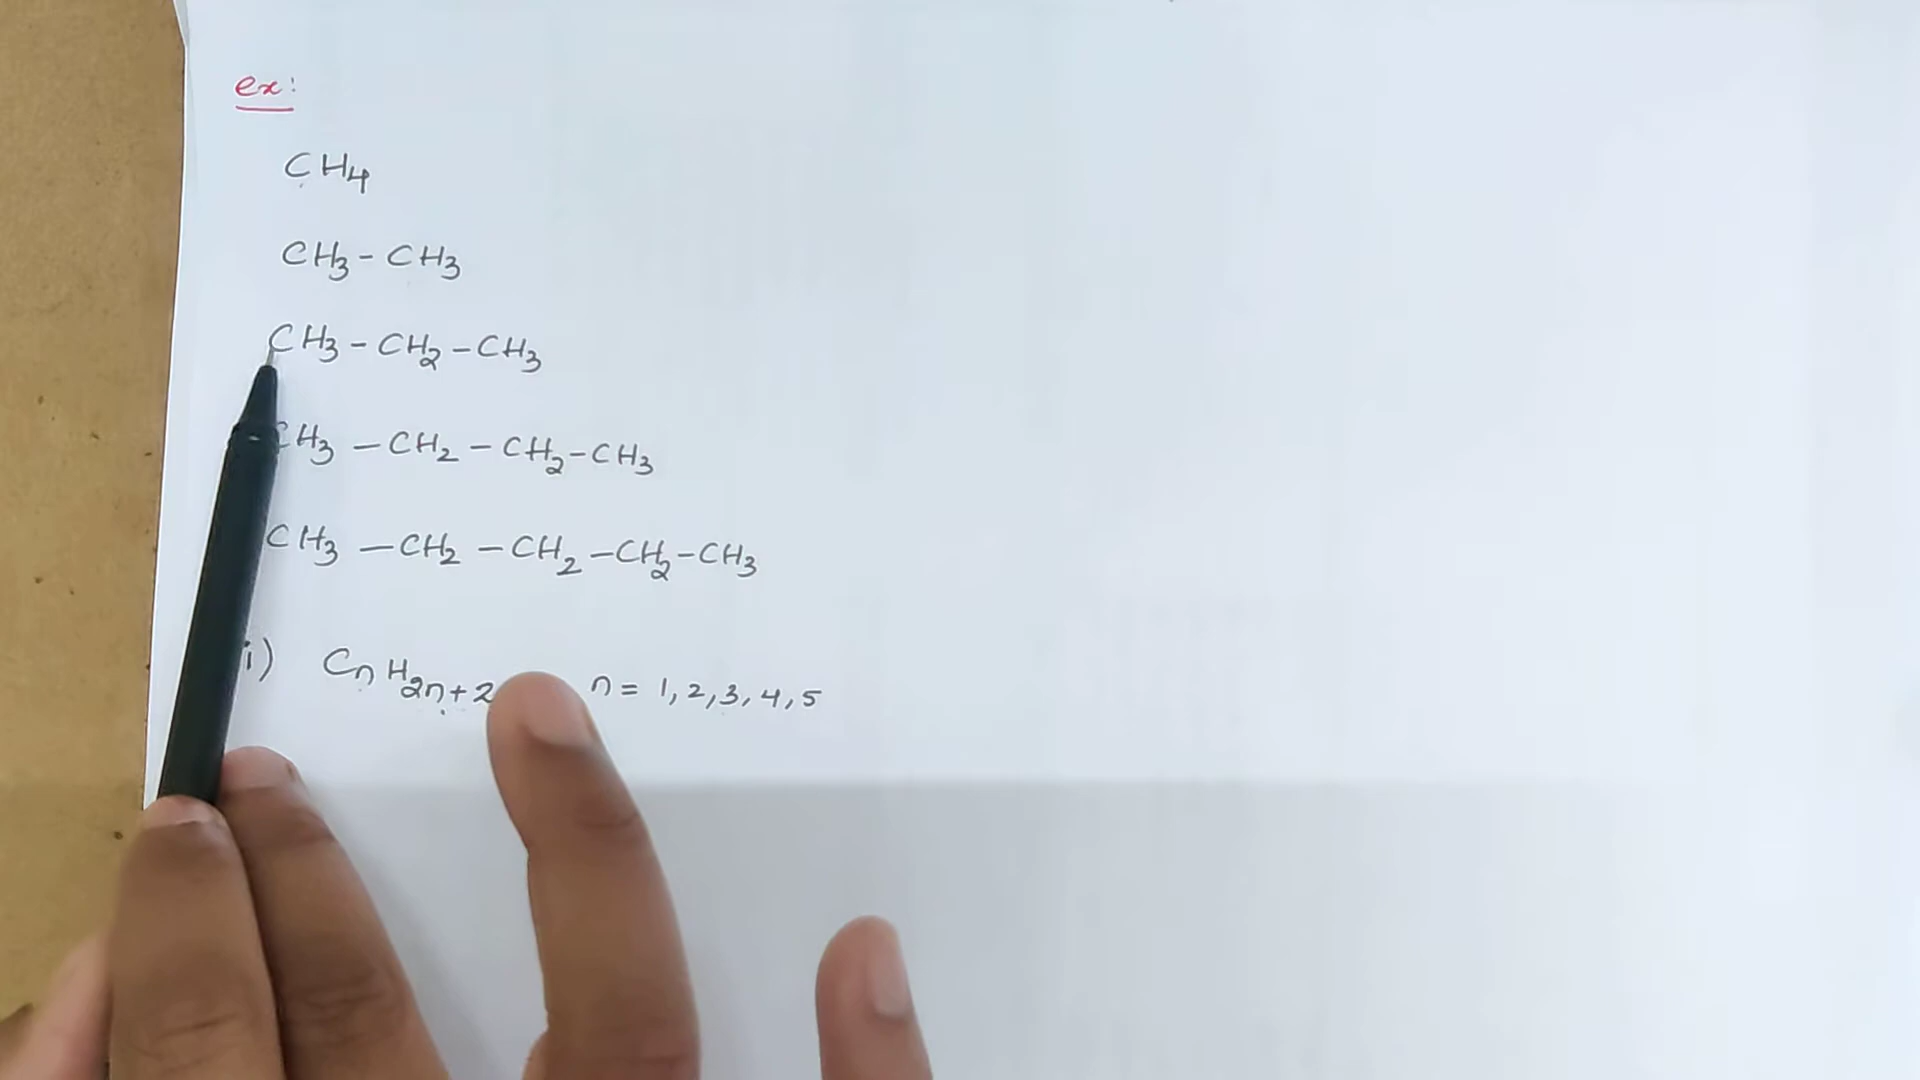 ex:
CH4
CH3 - CH3
CH3 - CH2 - CH3
CH3 — CH2 - CH2 - CH3
CH3 — CH2 — CH2 — CH2 - CH3
i) CnH2n+2 n = 1, 2, 3, 4, 5